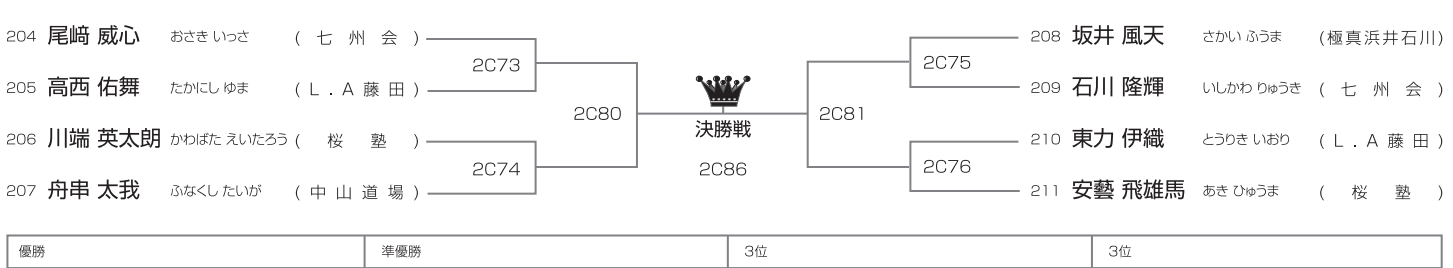 204 尾﨑 威心 おさき いっさ ( 七 州 会 )
205 高西 佑舞 たかにし ゆま ( L . A 藤 田 )
206 川端 英太朗 かわばた えいたろう ( 桜 塾 )
207 舟串 太我 ふなくし たいが ( 中 山 道 場 )
2C73
2C74
2C80
決勝戦
2C86
2C81
2C75
2C76
208 坂井 風天 さかい ふうま (極真浜井石川)
209 石川 隆輝 いしかわ りゅうき ( 七 州 会 )
210 東力 伊織 とうりき いおり ( L . A 藤 田 )
211 安藝 飛雄馬 あき ひゅうま ( 桜 塾 )
優勝 準優勝 3位 3位